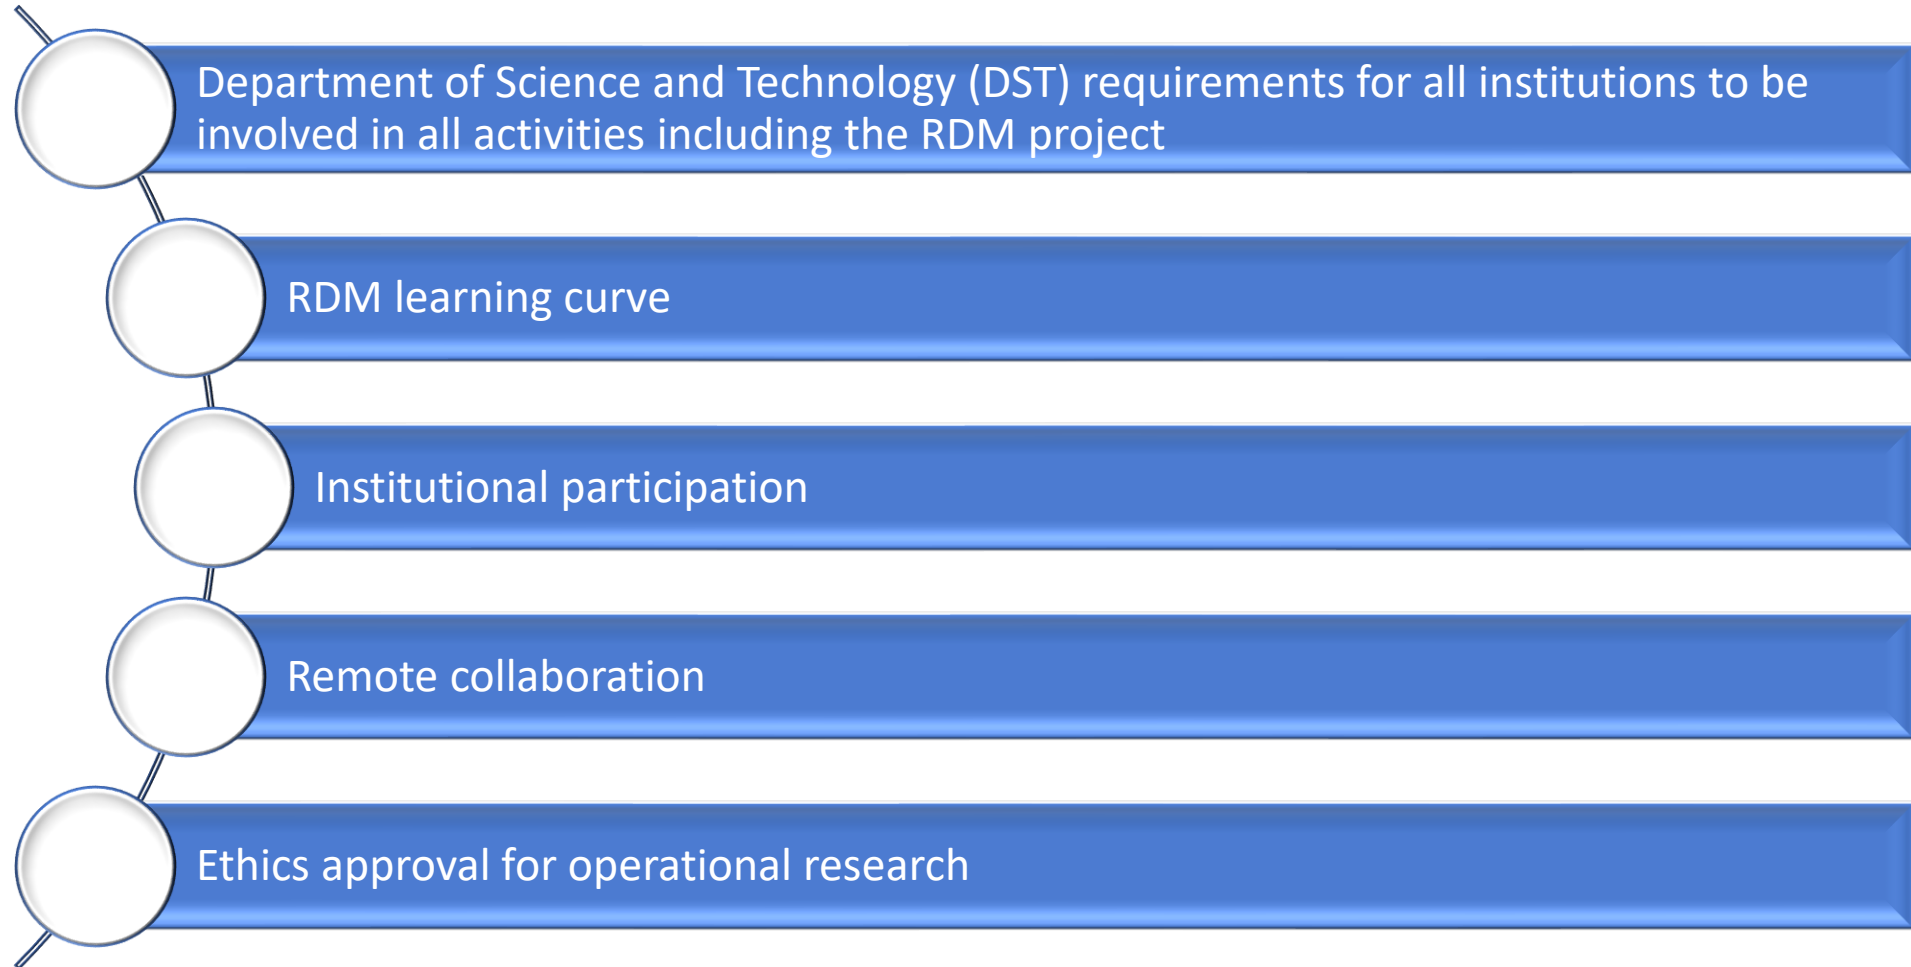 Department of Science and Technology (DST) requirements for all institutions to be
involved in all activities including the RDM project
RDM learning curve
Institutional participation
Remote collaboration
Ethics approval for operational research